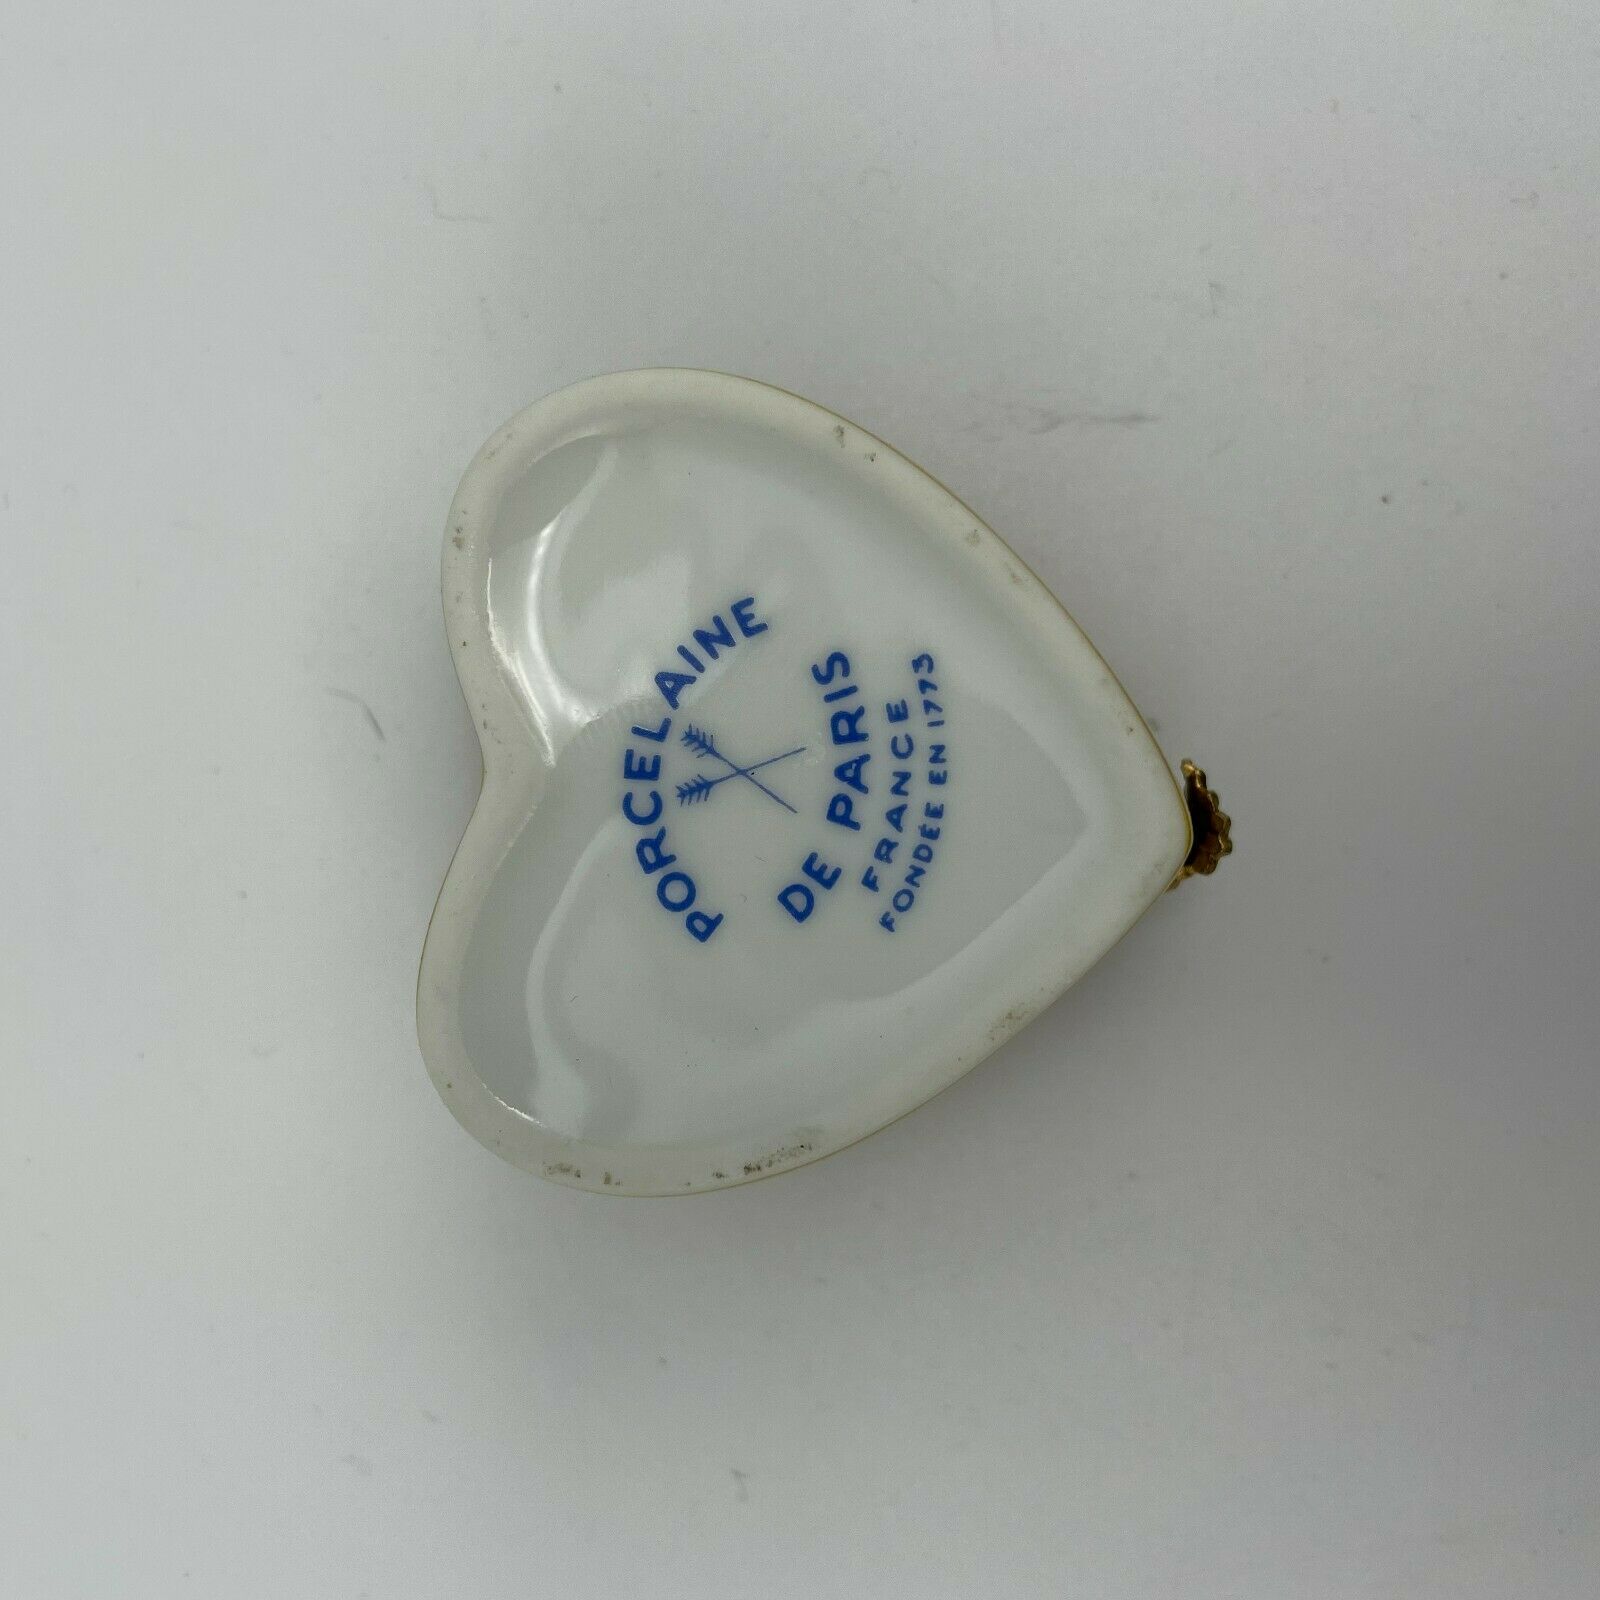 PORCELAINE
DE PARIS
FRANCE
FONDÉE EN 1773